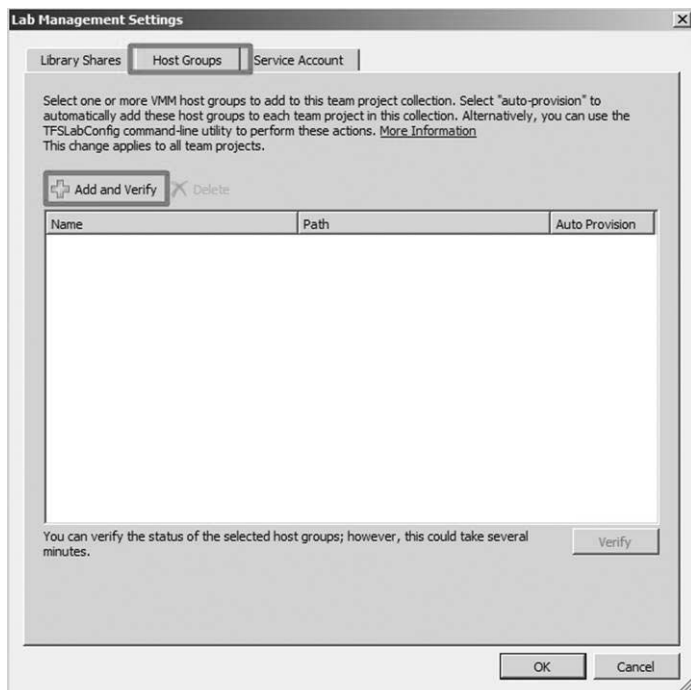 Lab Management Settings
Library Shares
Host Groups
Service Account
Select one or more VMM host groups to add to this team project collection. Select "auto-provision" to
automatically add these host groups to each team project in this collection. Alternatively, you can use the
TFSLabConfig command-line utility to perform these actions. More Information
This change applies to all team projects.
Add and Verify
Delete
Name
Path
Auto Provision
You can verify the status of the selected host groups; however, this could take several
minutes.
Verify
OK
Cancel